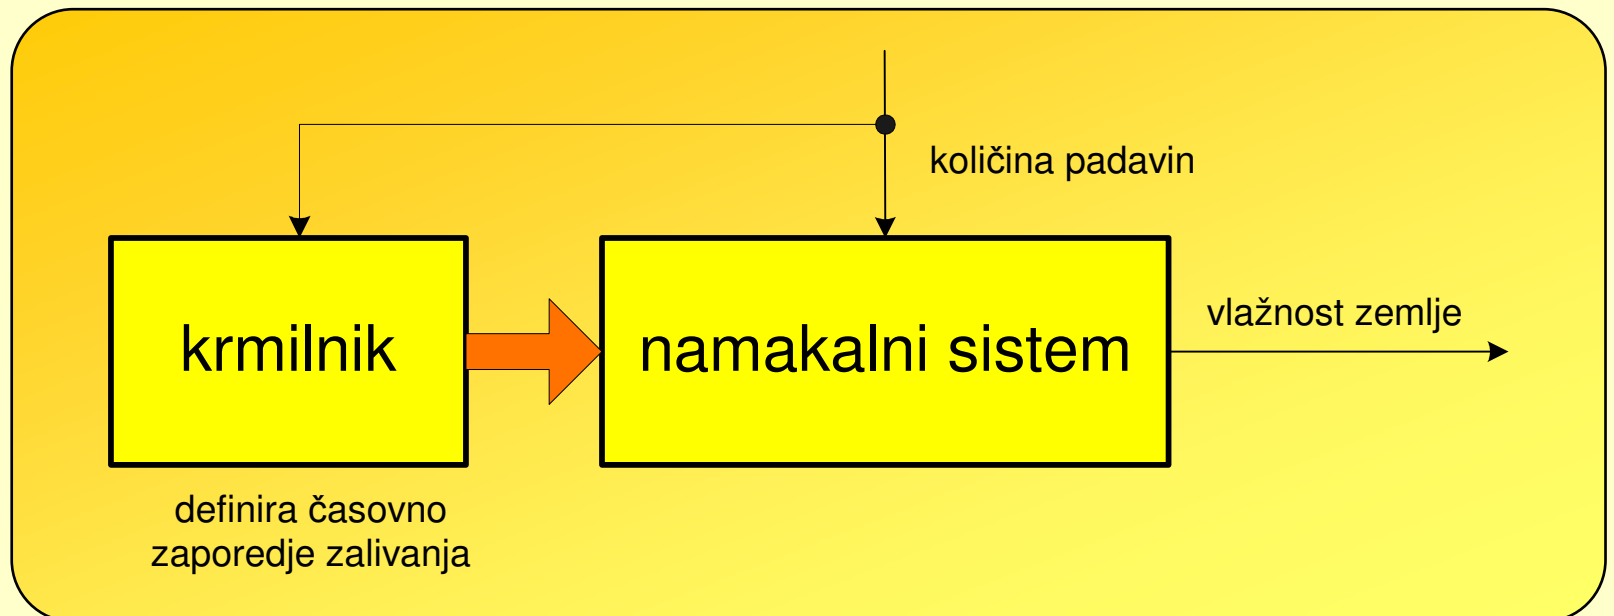 količina padavin
krmilnik
namakalni sistem
vlažnost zemlje
definira časovno
zaporedje zalivanja